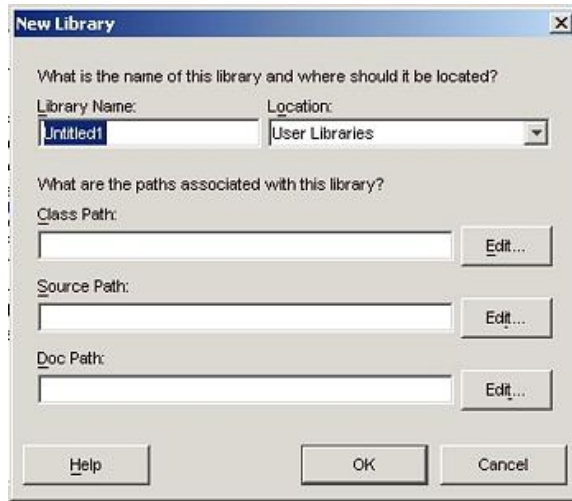 New Library
What is the name of this library and where should it be located?
Library Name: Location:
Untitled1 User Libraries
What are the paths associated with this library?
Class Path:
Edit...
Source Path:
Edit...
Doc Path:
Edit...
Help OK Cancel